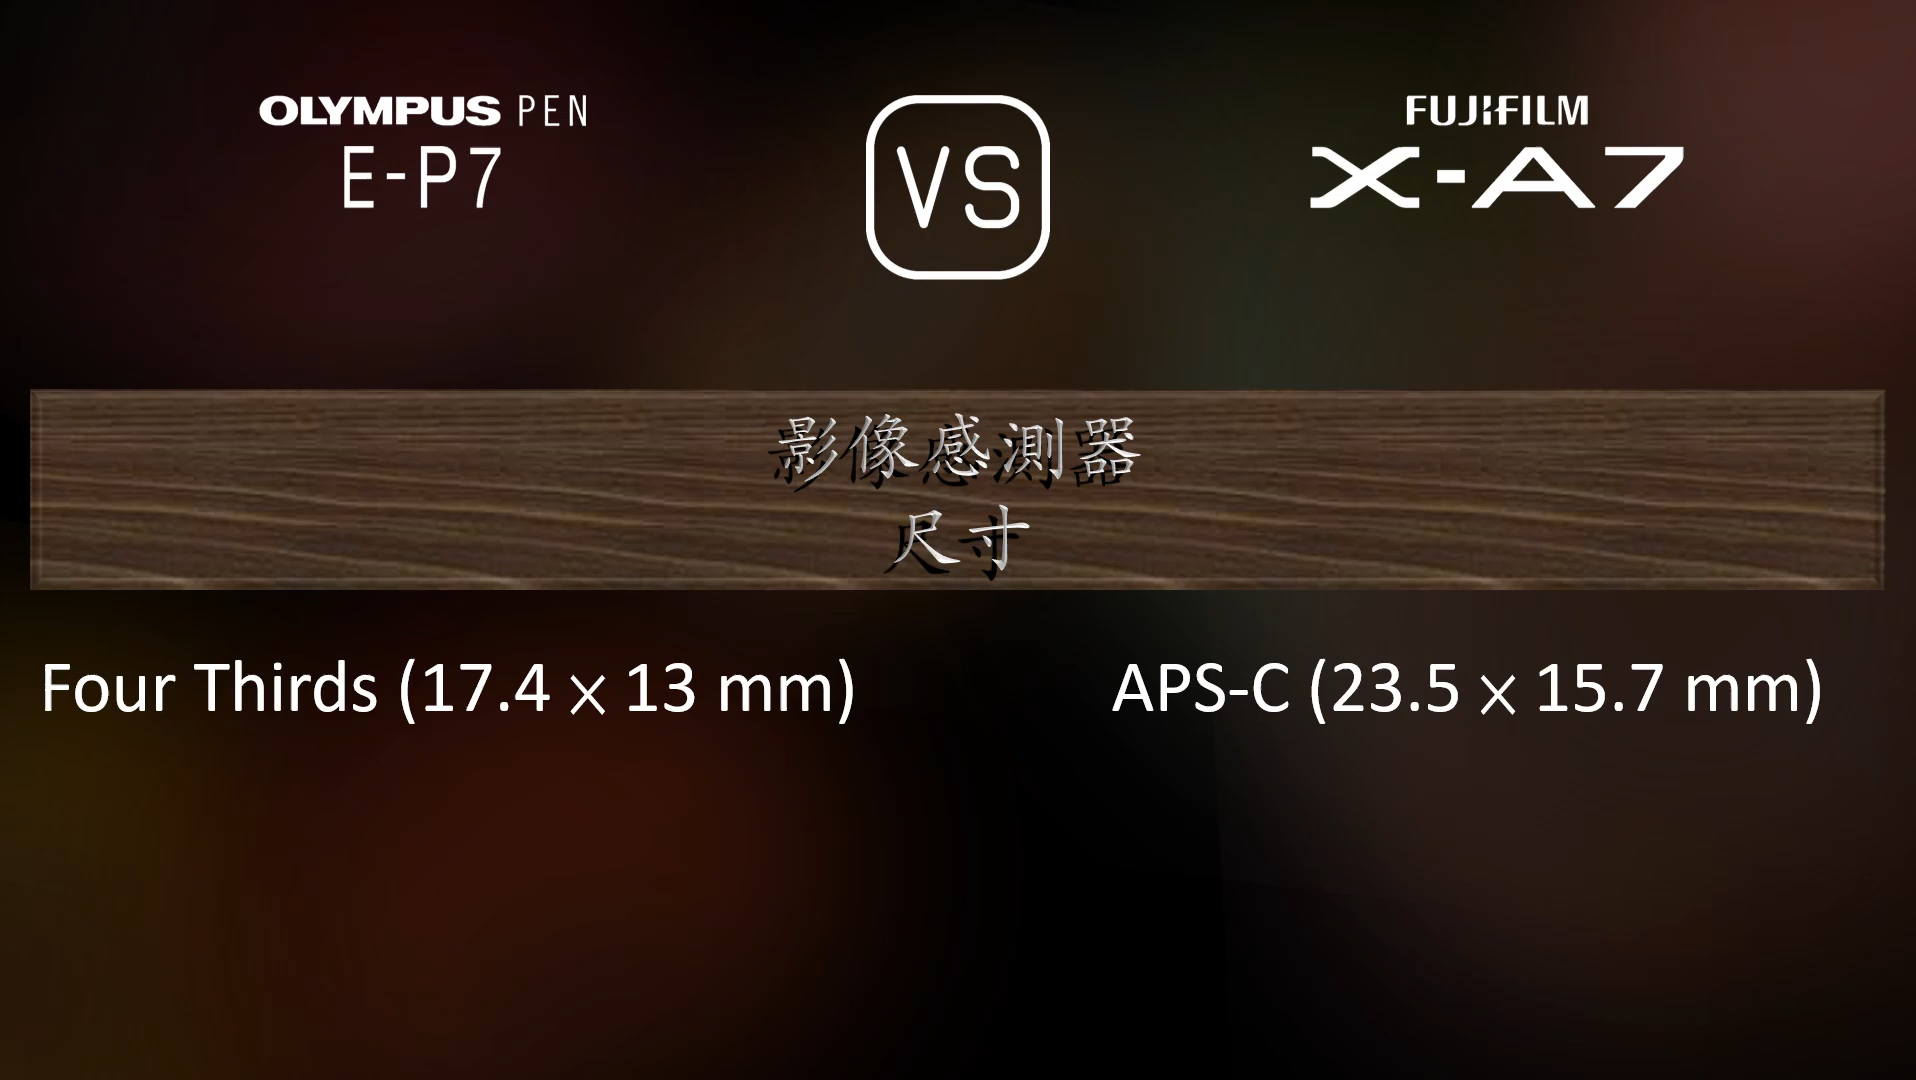 OLYMPUS PEN
E-P7
VS
FUJIFILM
X-A7
影像感測器
尺寸
Four Thirds (17.4 x 13 mm)
APS-C (23.5 x 15.7 mm)